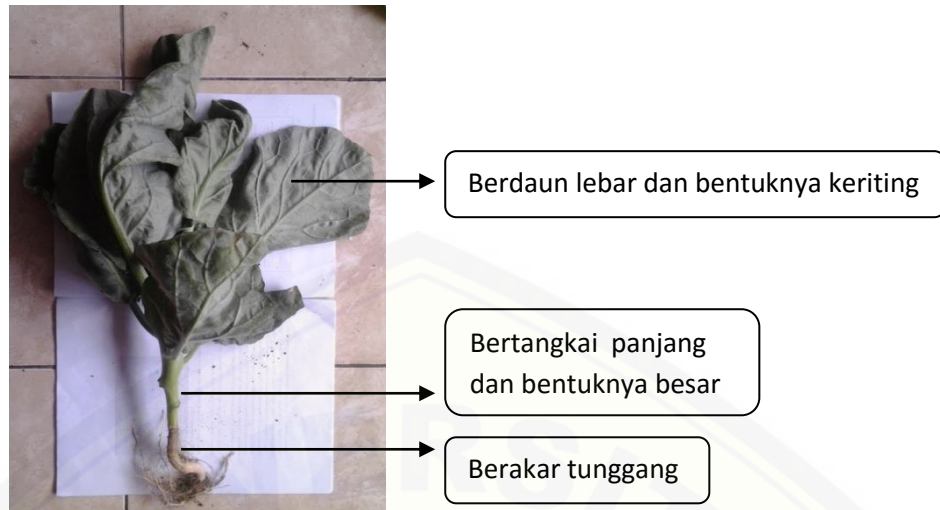 Berdaun lebar dan bentuknya keriting
Bertangkai panjang
dan bentuknya besar
Berakar tunggang